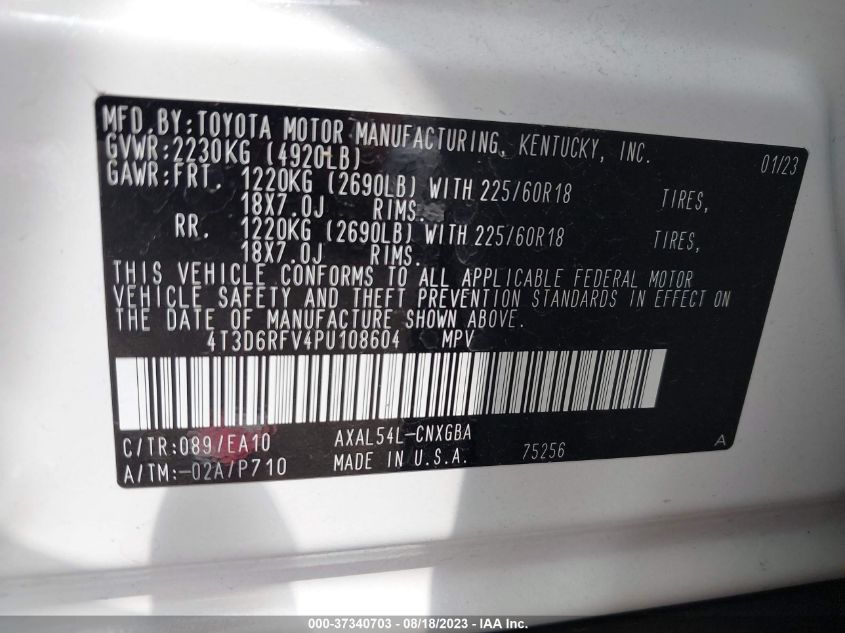 MFD.BY:TOYOTA MOTOR MANUFACTURING, KENTUCKY, INC. 01/23
GVWR:2230KG (4920LB)
GAWR:FRT. 1220KG (2690LB) WITH 225/60R18 TIRES,
18X7.0J RIMS.
RR. 1220KG (2690LB) WITH 225/60R18 TIRES,
18X7.0J RIMS.
THIS VEHICLE CONFORMS TO ALL APPLICABLE FEDERAL MOTOR
VEHICLE SAFETY AND THEFT PREVENTION STANDARDS IN EFFECT ON
THE DATE OF MANUFACTURE SHOWN ABOVE.
4T3D6RFV4PU108604 MPV
C/TR:089/EA10 AXAL54L-CNXGBA
A/TM:-02A/P710 MADE IN U.S.A. 75256 A
000-37340703 - 08/18/2023 - IAA Inc.